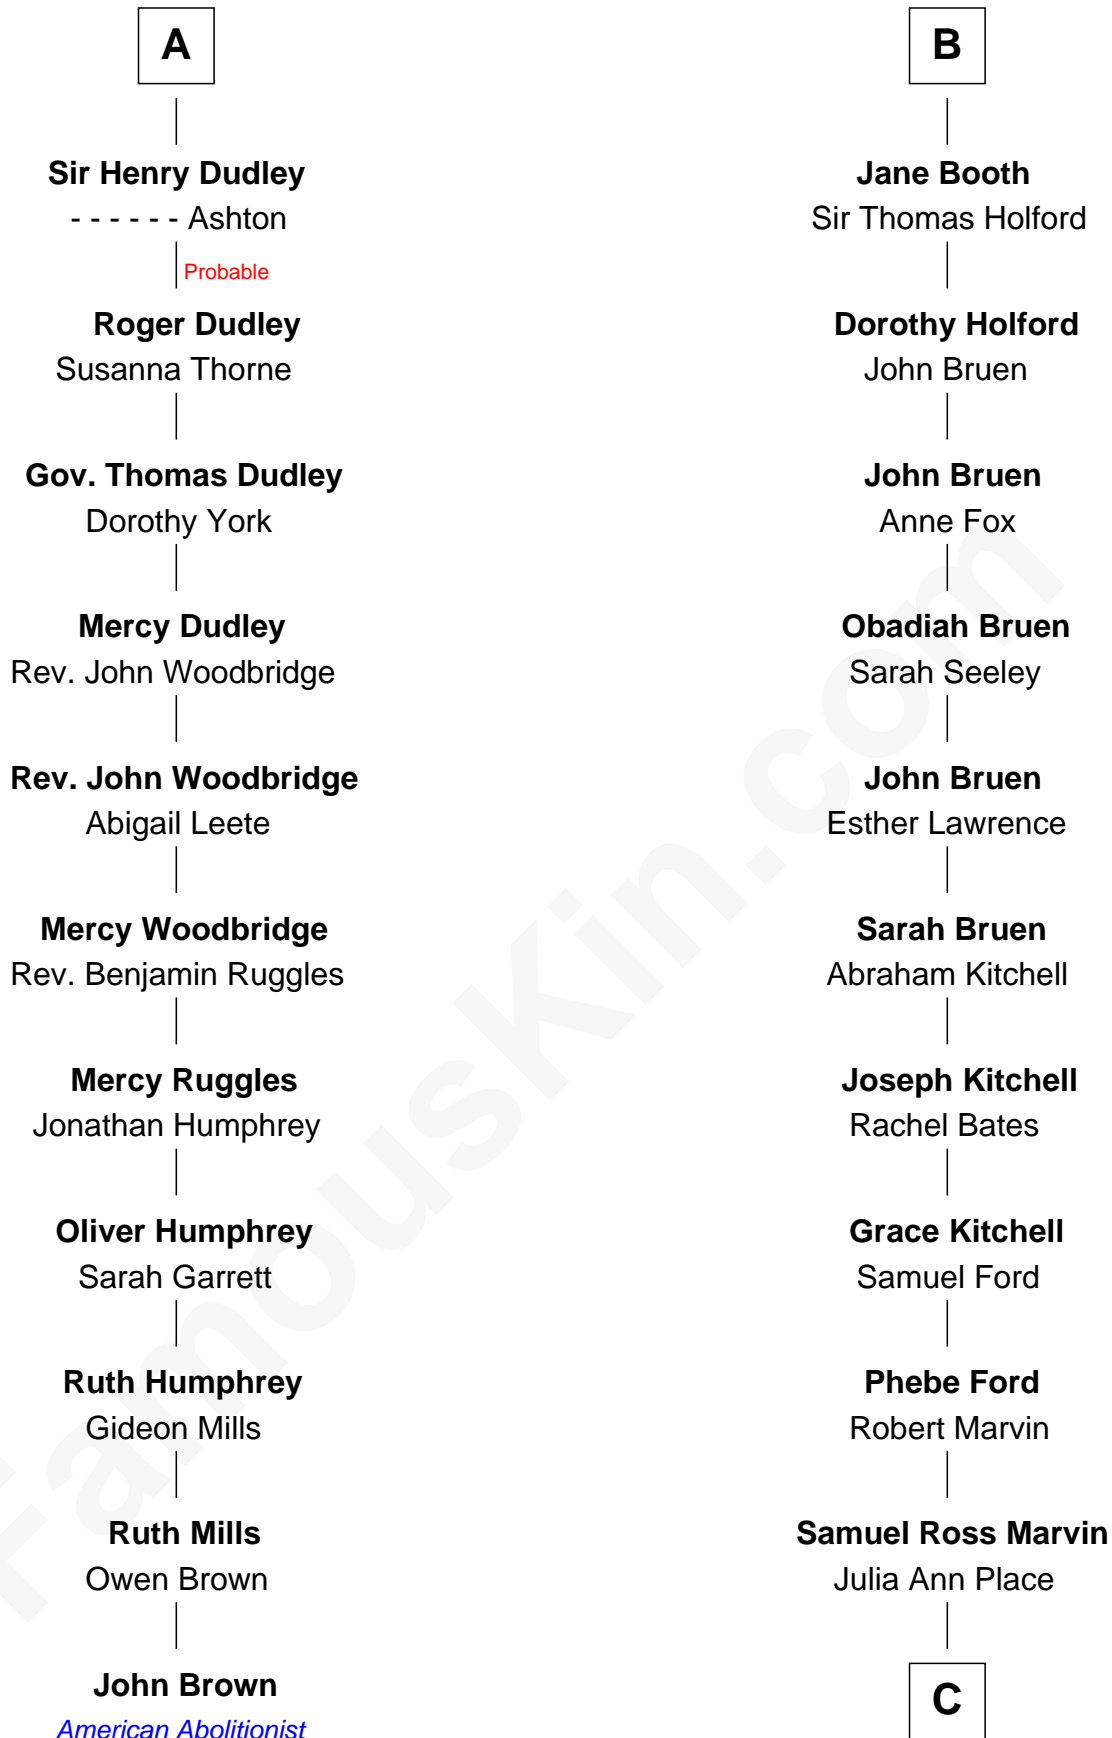 A
Sir Henry Dudley
- - - - - - Ashton
Probable
Roger Dudley
Susanna Thorne
Gov. Thomas Dudley
Dorothy York
Mercy Dudley
Rev. John Woodbridge
Rev. John Woodbridge
Abigail Leete
Mercy Woodbridge
Rev. Benjamin Ruggles
Mercy Ruggles
Jonathan Humphrey
Oliver Humphrey
Sarah Garrett
Ruth Humphrey
Gideon Mills
Ruth Mills
Owen Brown
John Brown
American Abolitionist
B
Jane Booth
Sir Thomas Holford
Dorothy Holford
John Bruen
John Bruen
Anne Fox
Obadiah Bruen
Sarah Seeley
John Bruen
Esther Lawrence
Sarah Bruen
Abraham Kitchell
Joseph Kitchell
Rachel Bates
Grace Kitchell
Samuel Ford
Phebe Ford
Robert Marvin
Samuel Ross Marvin
Julia Ann Place
C
FamousKin.com